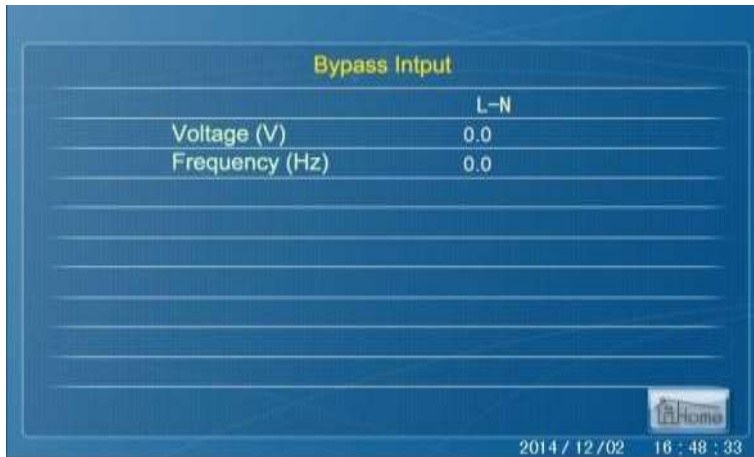 Bypass Intput
L-N
Voltage (V) 0.0
Frequency (Hz) 0.0
Home
2014/12/02 16:48:33